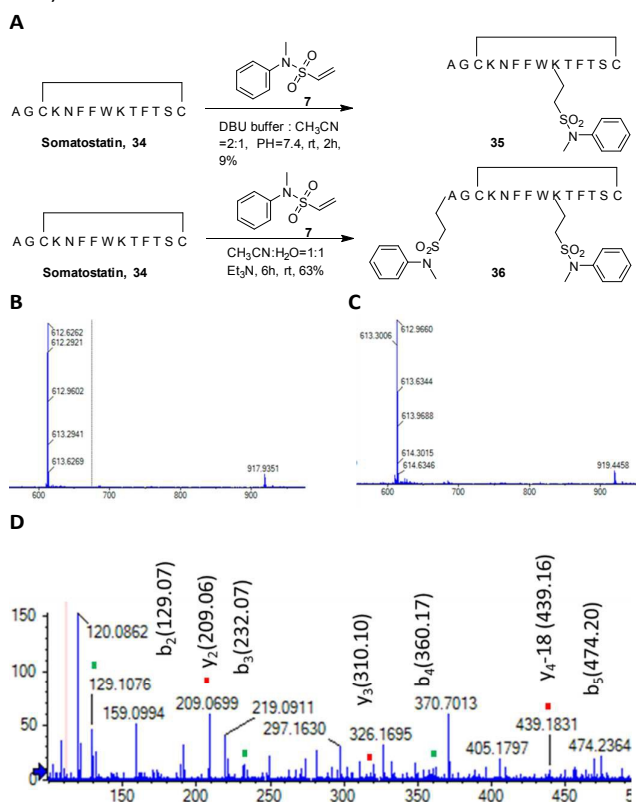 A
A G C K N F F W K T F T S C
Somatostatin, 34
N
S
O
O
7
DBU buffer : CH3CN
=2:1, PH=7.4, rt, 2h,
9%
A G C K N F F W K T F T S C
SO2
N
35
A G C K N F F W K T F T S C
Somatostatin, 34
N
S
O
O
7
CH3CN:H2O=1:1
Et3N, 6h, rt, 63%
A G C K N F F W K T F T S C
O2S
N
SO2
N
36
B
612.6262
612.2921
612.9602
613.2941
613.6269
917.9351
600
700
800
900
C
612.9660
613.3006
613.6344
613.9688
614.3015
614.6346
919.4458
600
700
800
900
D
b2(129.07)
y2(209.06)
b3(232.07)
y3(310.10)
b4(360.17)
y4-18 (439.16)
b5(474.20)
150
100
50
0
120.0862
129.1076
159.0994
209.0699
219.0911
297.1630
326.1695
370.7013
405.1797
439.1831
474.2364
150
200
250
300
350
400
450
5